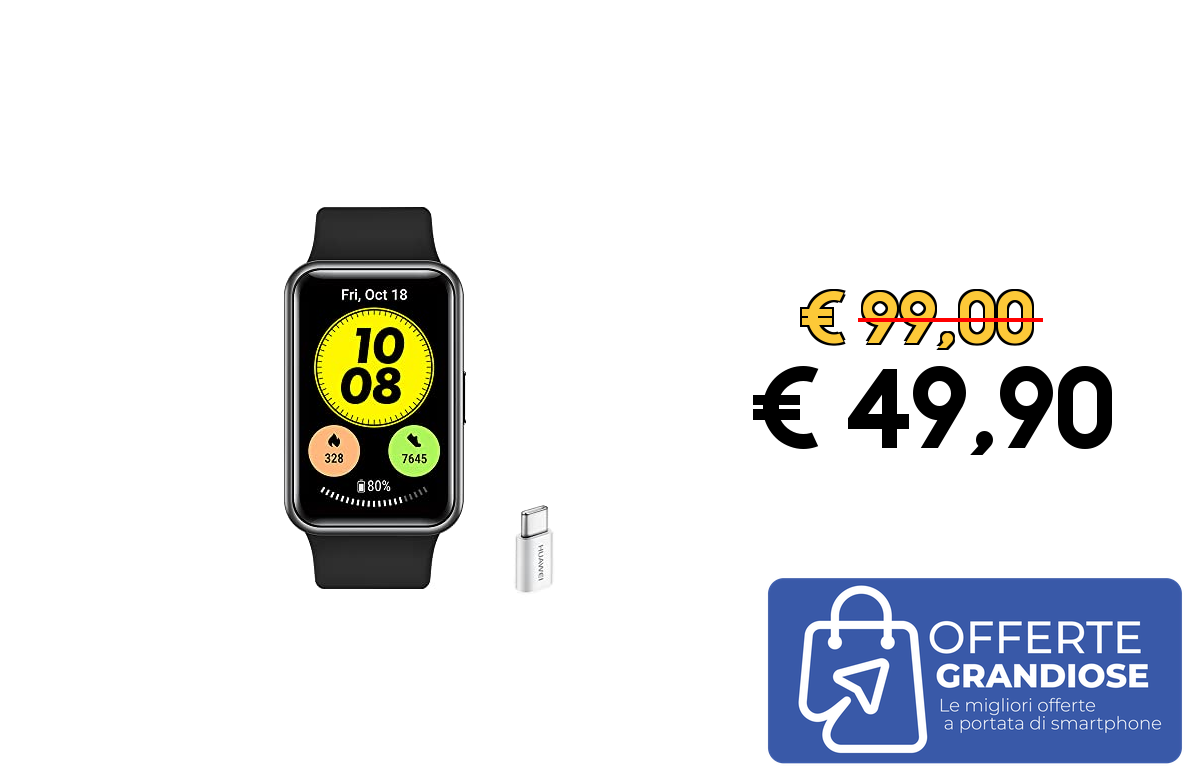 Fri, Oct 18
10
08
328
7645
80%
HUAWEI
€ 99,00
€ 49,90
OFFERTE
GRANDIOSE
Le migliori offerte
a portata di smartphone